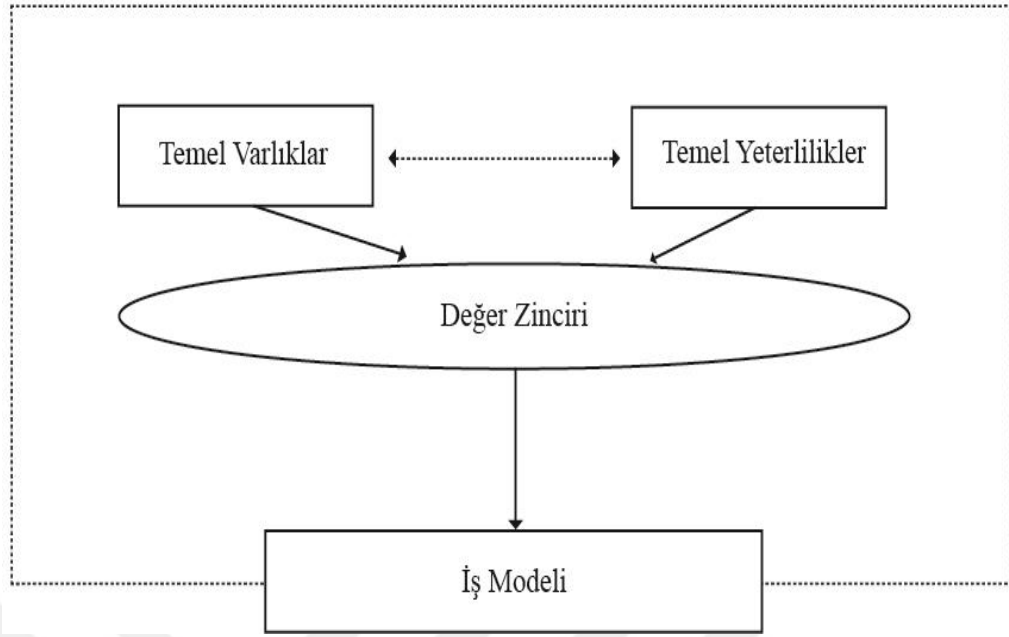 Temel Varlıklar
Temel Yeterlilikler
Değer Zinciri
İş Modeli